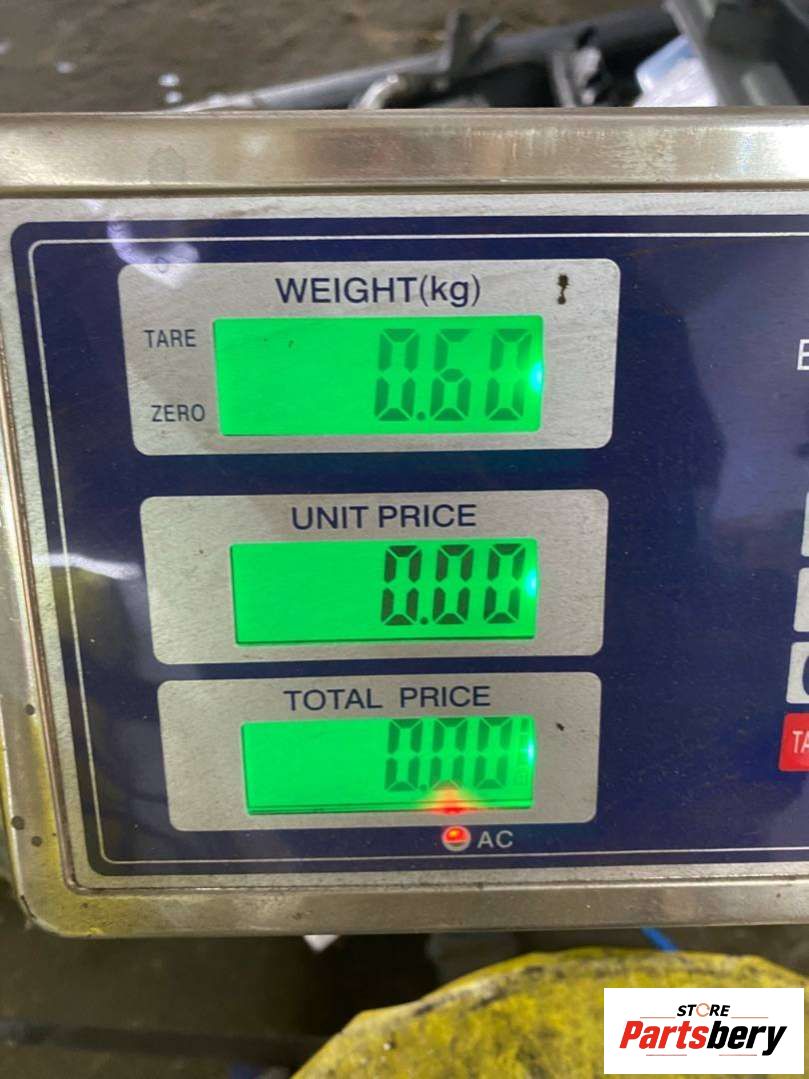 WEIGHT(kg)
TARE
0.60
ZERO
UNIT PRICE
0.00
TOTAL PRICE
0.00
AC
STORE
Partsbery